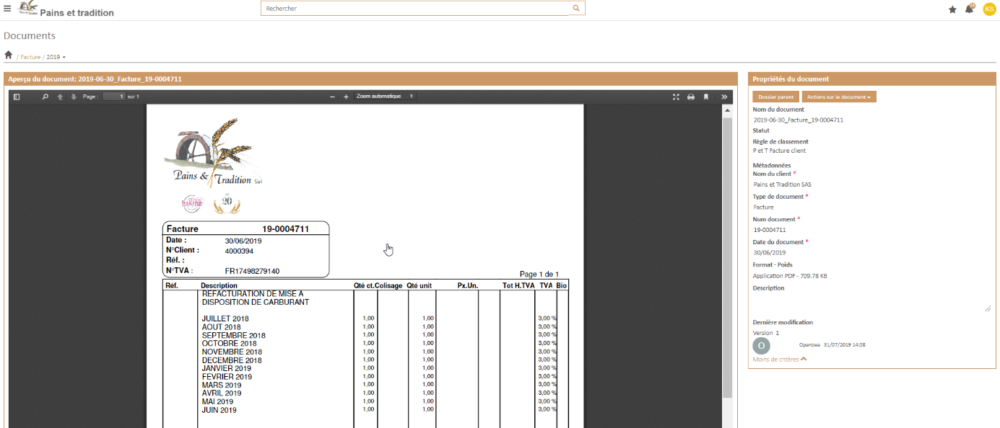 Pains et tradition
Rechercher
KS
Documents
/ Facture / 2019
Aperçu du document: 2019-06-30_Facture_19-0004711
Page : 1 sur 1
Zoom automatique
Pains & Tradition Sàrl
20
Facture 19-0004711
Date : 30/06/2019
N°Client : 4000394
Réf. :
N°TVA : FR17498279140
Page 1 de 1
Réf. Description Qté ct. Colisage Qté unit Px.Un. Tot H.TVA TVA Bio
REFACTURATION DE MISE A
DISPOSITION DE CARBURANT
JUILLET 2018 1,00 1,00 3,00 %
AOUT 2018 1,00 1,00 3,00 %
SEPTEMBRE 2018 1,00 1,00 3,00 %
OCTOBRE 2018 1,00 1,00 3,00 %
NOVEMBRE 2018 1,00 1,00 3,00 %
DECEMBRE 2018 1,00 1,00 3,00 %
JANVIER 2019 1,00 1,00 3,00 %
FEVRIER 2019 1,00 1,00 3,00 %
MARS 2019 1,00 1,00 3,00 %
AVRIL 2019 1,00 1,00 3,00 %
MAI 2019 1,00 1,00 3,00 %
JUIN 2019 1,00 1,00 3,00 %
Propriétés du document
Dossier parent Actions sur le document
Nom du document
2019-06-30_Facture_19-0004711
Statut
Règle de classement
P et T Facture client
Métadonnées
Nom du client *
Pains et Tradition SAS
Type de document *
Facture
Num document *
19-0004711
Date du document *
30/06/2019
Format - Poids
Application PDF - 709.78 KB
Description
Dernière modification
Version 1
O
Openbee 31/07/2019 14:08
Moins de critères